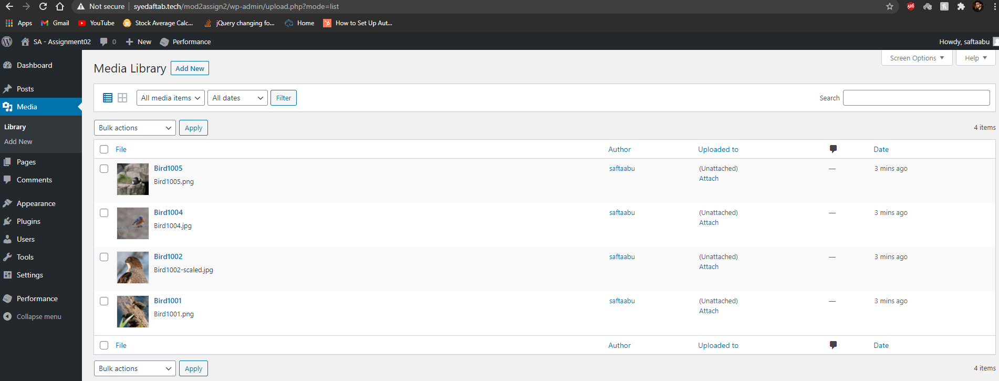 Not secure syedaftab.tech/mod2assign2/wp-admin/upload.php?mode=list
Apps Gmail YouTube Stock Average Calc... jQuery changing fo... Home How to Set Up Aut...
SA - Assignment02 0 New Performance Howdy, saftaabu
Dashboard
Posts
Media
Library
Add New
Pages
Comments
Appearance
Plugins
Users
Tools
Settings
Performance
Collapse menu
Screen Options Help
Media Library Add New
All media items All dates Filter Search
Bulk actions Apply 4 items
File Author Uploaded to Date
Bird1005 saftaabu (Unattached) — 3 mins ago
Bird1005.png Attach
Bird1004 saftaabu (Unattached) — 3 mins ago
Bird1004.jpg Attach
Bird1002 saftaabu (Unattached) — 3 mins ago
Bird1002-scaled.jpg Attach
Bird1001 saftaabu (Unattached) — 3 mins ago
Bird1001.png Attach
File Author Uploaded to Date
Bulk actions Apply 4 items